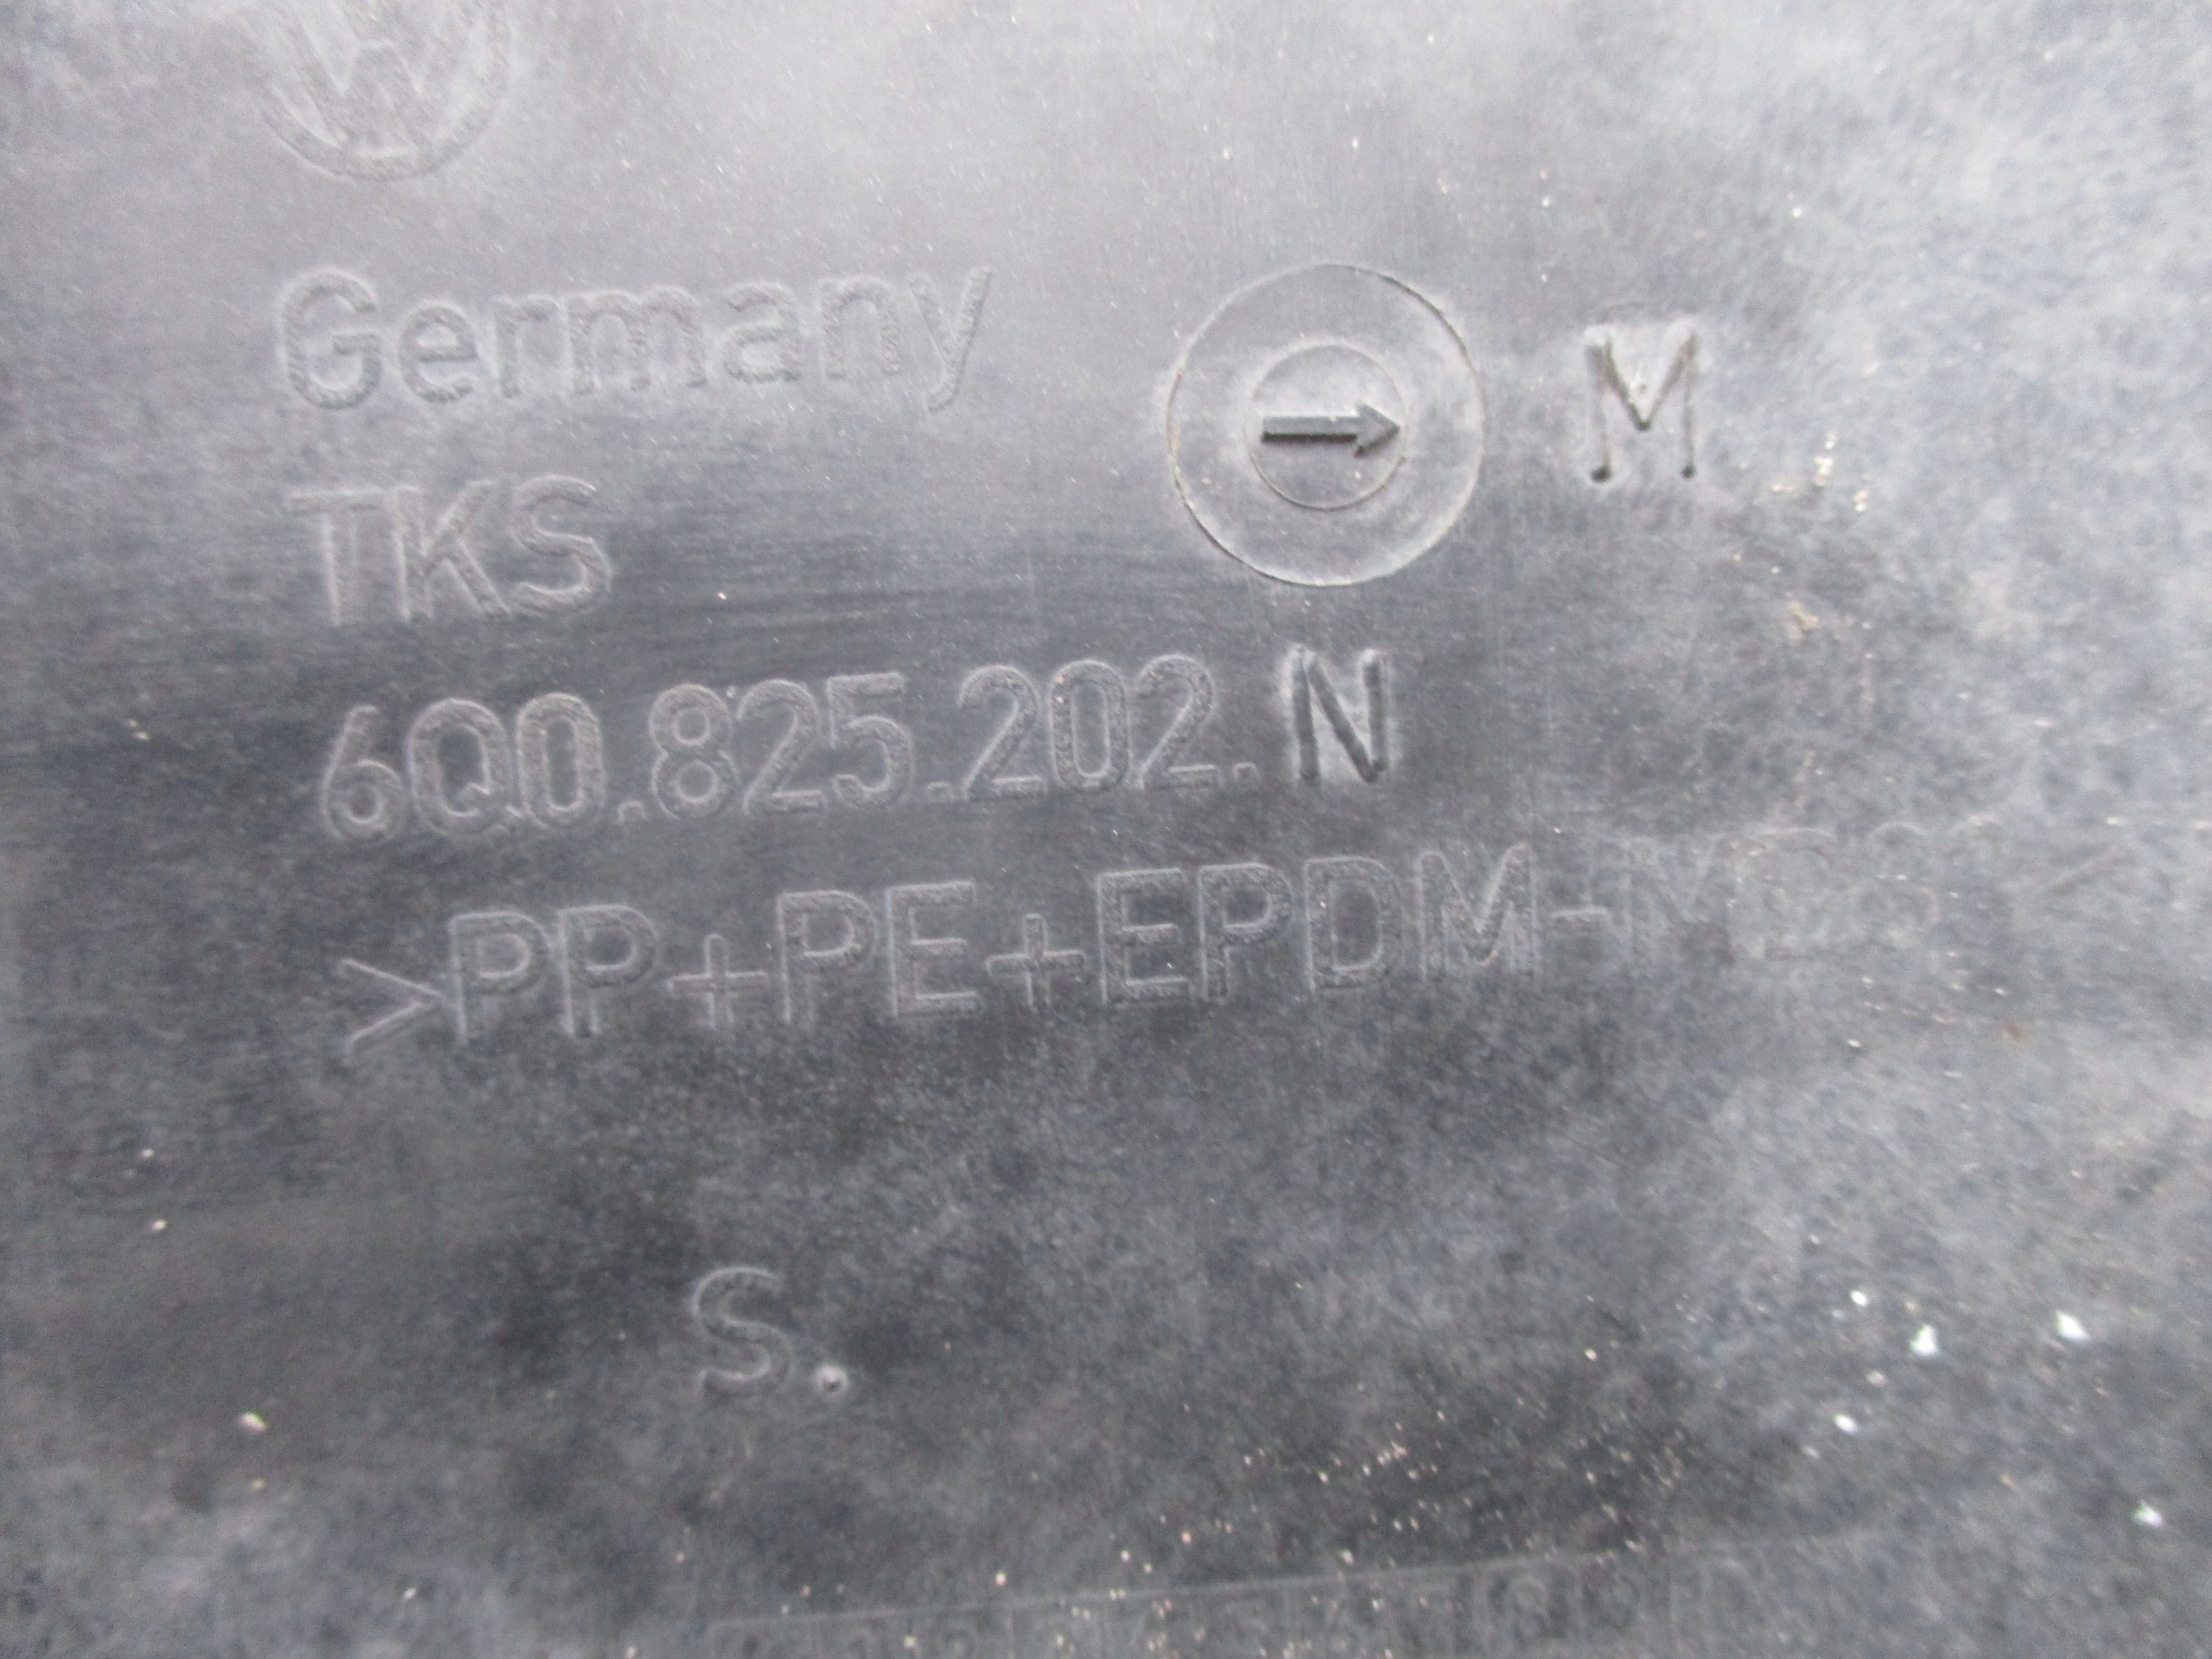 Germany
M
TKS
6Q0.825.202.N
>PP+PE+EPDM-
S.